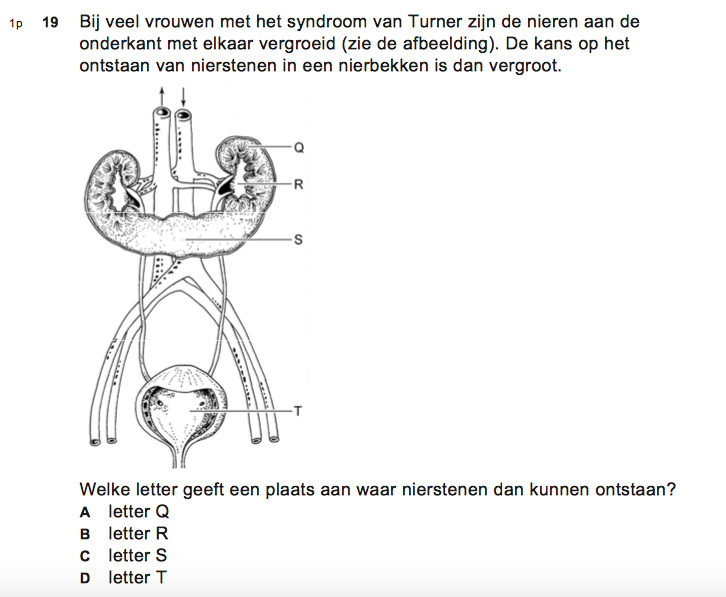 1p 19 Bij veel vrouwen met het syndroom van Turner zijn de nieren aan de
onderkant met elkaar vergroeid (zie de afbeelding). De kans op het
ontstaan van nierstenen in een nierbekken is dan vergroot.
Q
R
S
T
Welke letter geeft een plaats aan waar nierstenen dan kunnen ontstaan?
A letter Q
B letter R
C letter S
D letter T